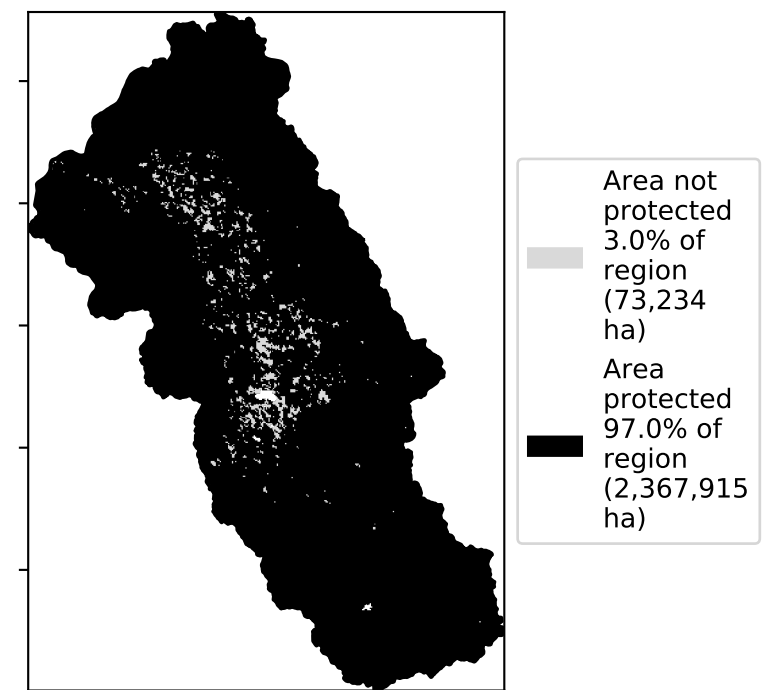 Area not
protected
3.0% of
region
(73,234
ha)
Area
protected
97.0% of
region
(2,367,915
ha)